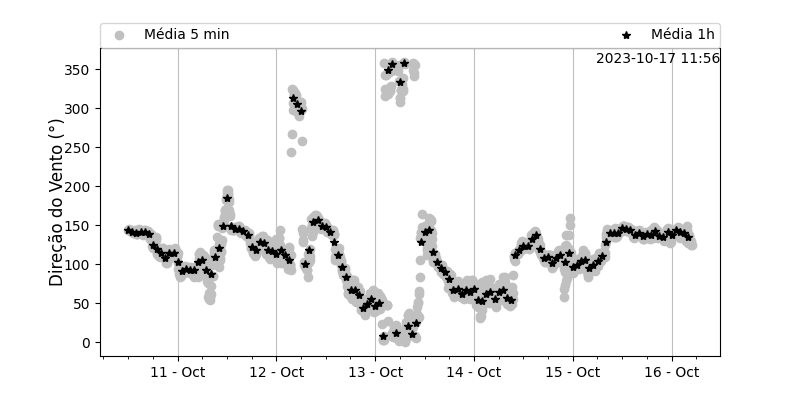 Média 5 min
Média 1h
2023-10-17 11:56
Direção do Vento (°)
350
300
250
200
150
100
50
0
11 - Oct
12 - Oct
13 - Oct
14 - Oct
15 - Oct
16 - Oct